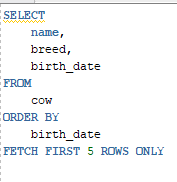 SELECT
name,
breed,
birth_date
FROM
cow
ORDER BY
birth_date
FETCH FIRST 5 ROWS ONLY